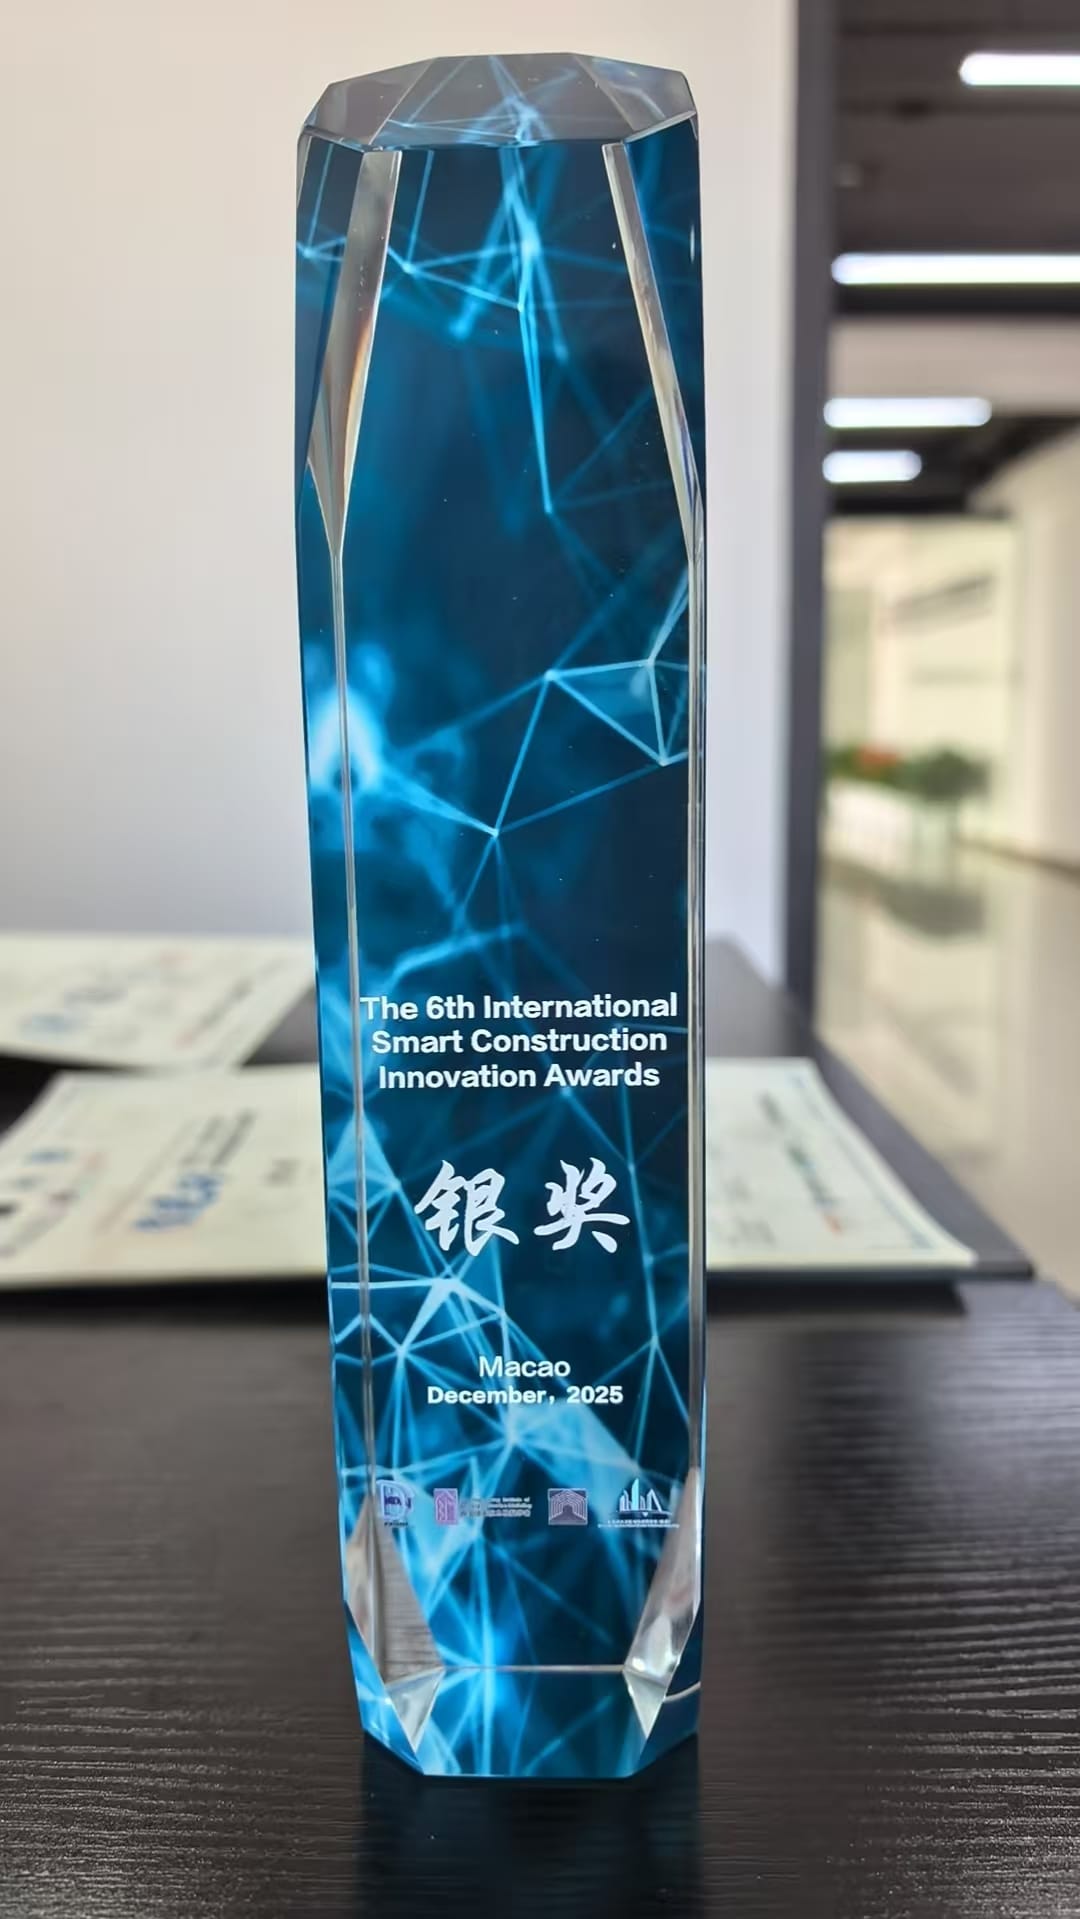 The 6th International
Smart Construction
Innovation Awards
银奖
Macao
December, 2025